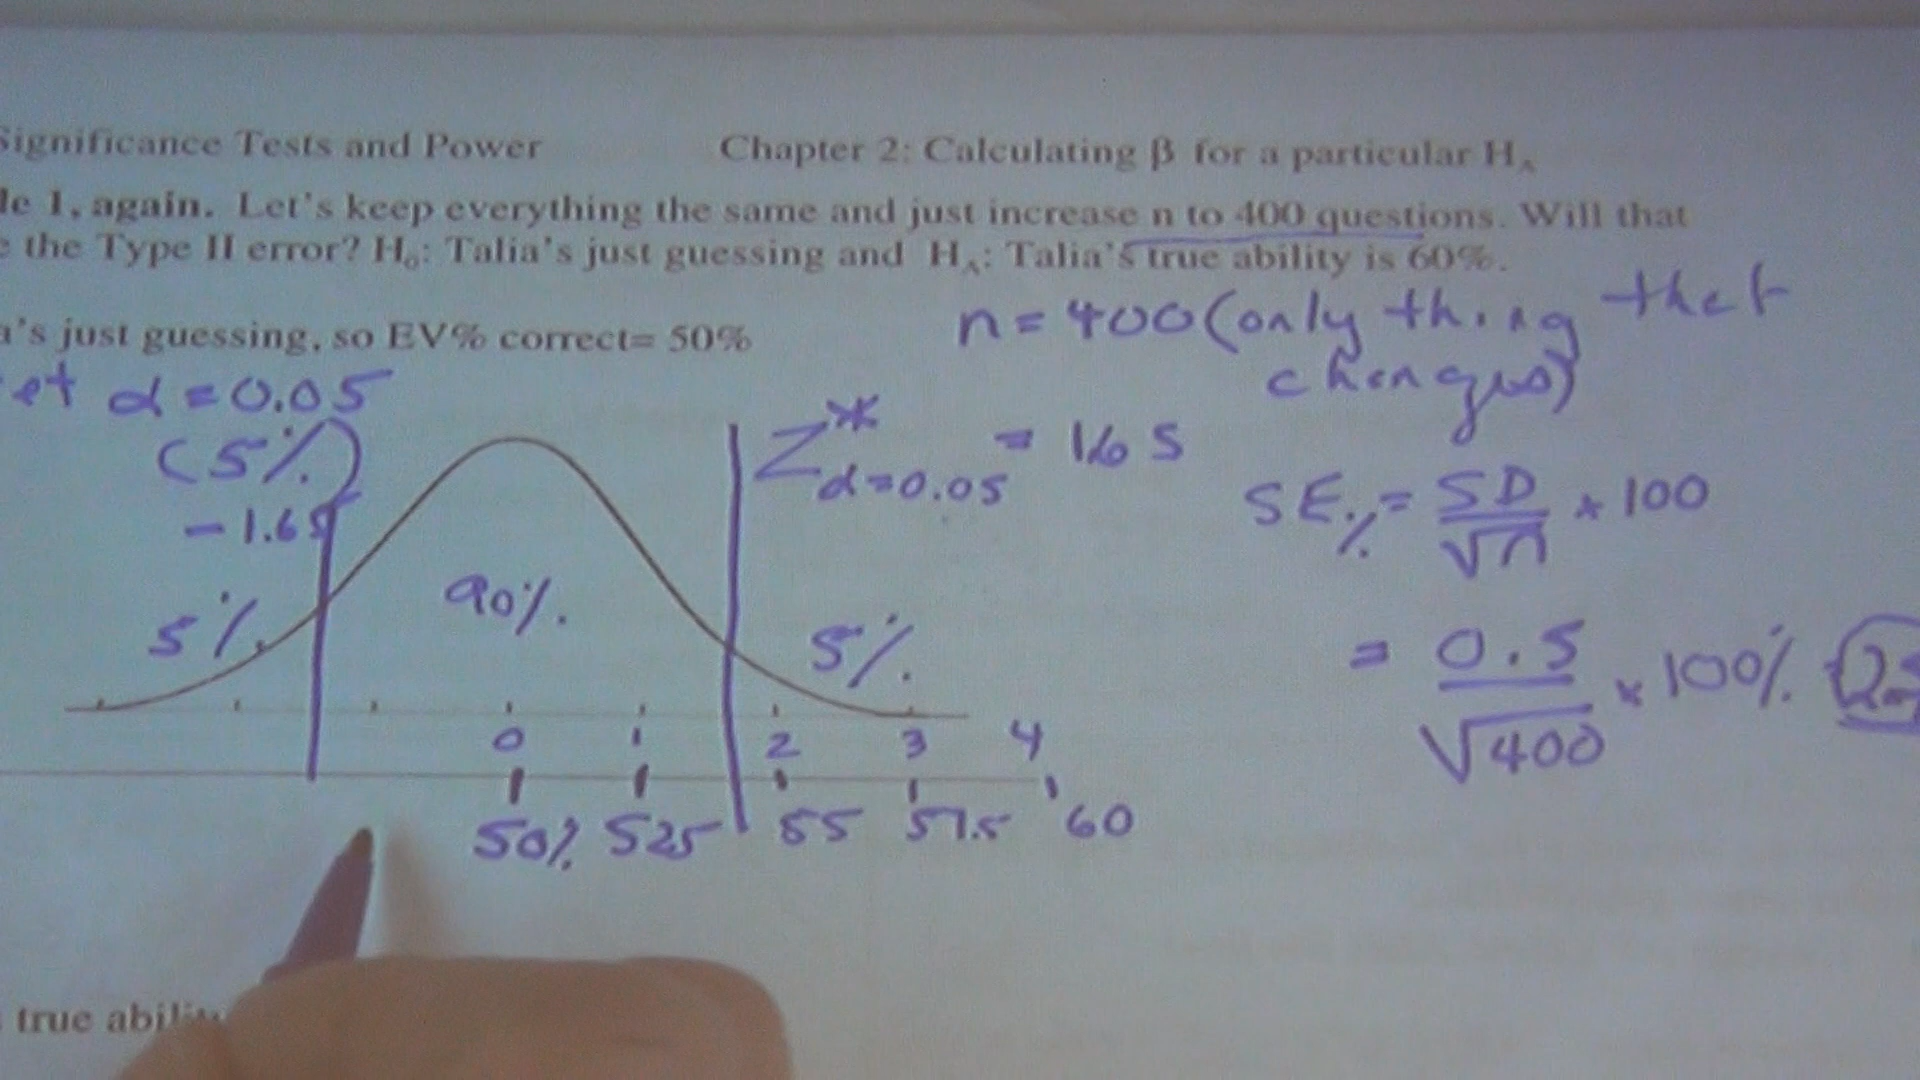 Significance Tests and Power Chapter 2: Calculating β for a particular H_A
le 1, again. Let's keep everything the same and just increase n to 400 questions. Will that
e the Type II error? H₀: Talia's just guessing and H_A: Talia's true ability is 60%.
a's just guessing, so EV% correct= 50%
n = 400 (only thing that
changes)
et α = 0.05
(5%)
-1.65
Z*α=0.05 = 1.65
SE% = SD/√n * 100
= 0.5/√400 x 100%
5% 90% 5%
0 1 2 3 4
50% 52.5 55 57.5 60
true ability